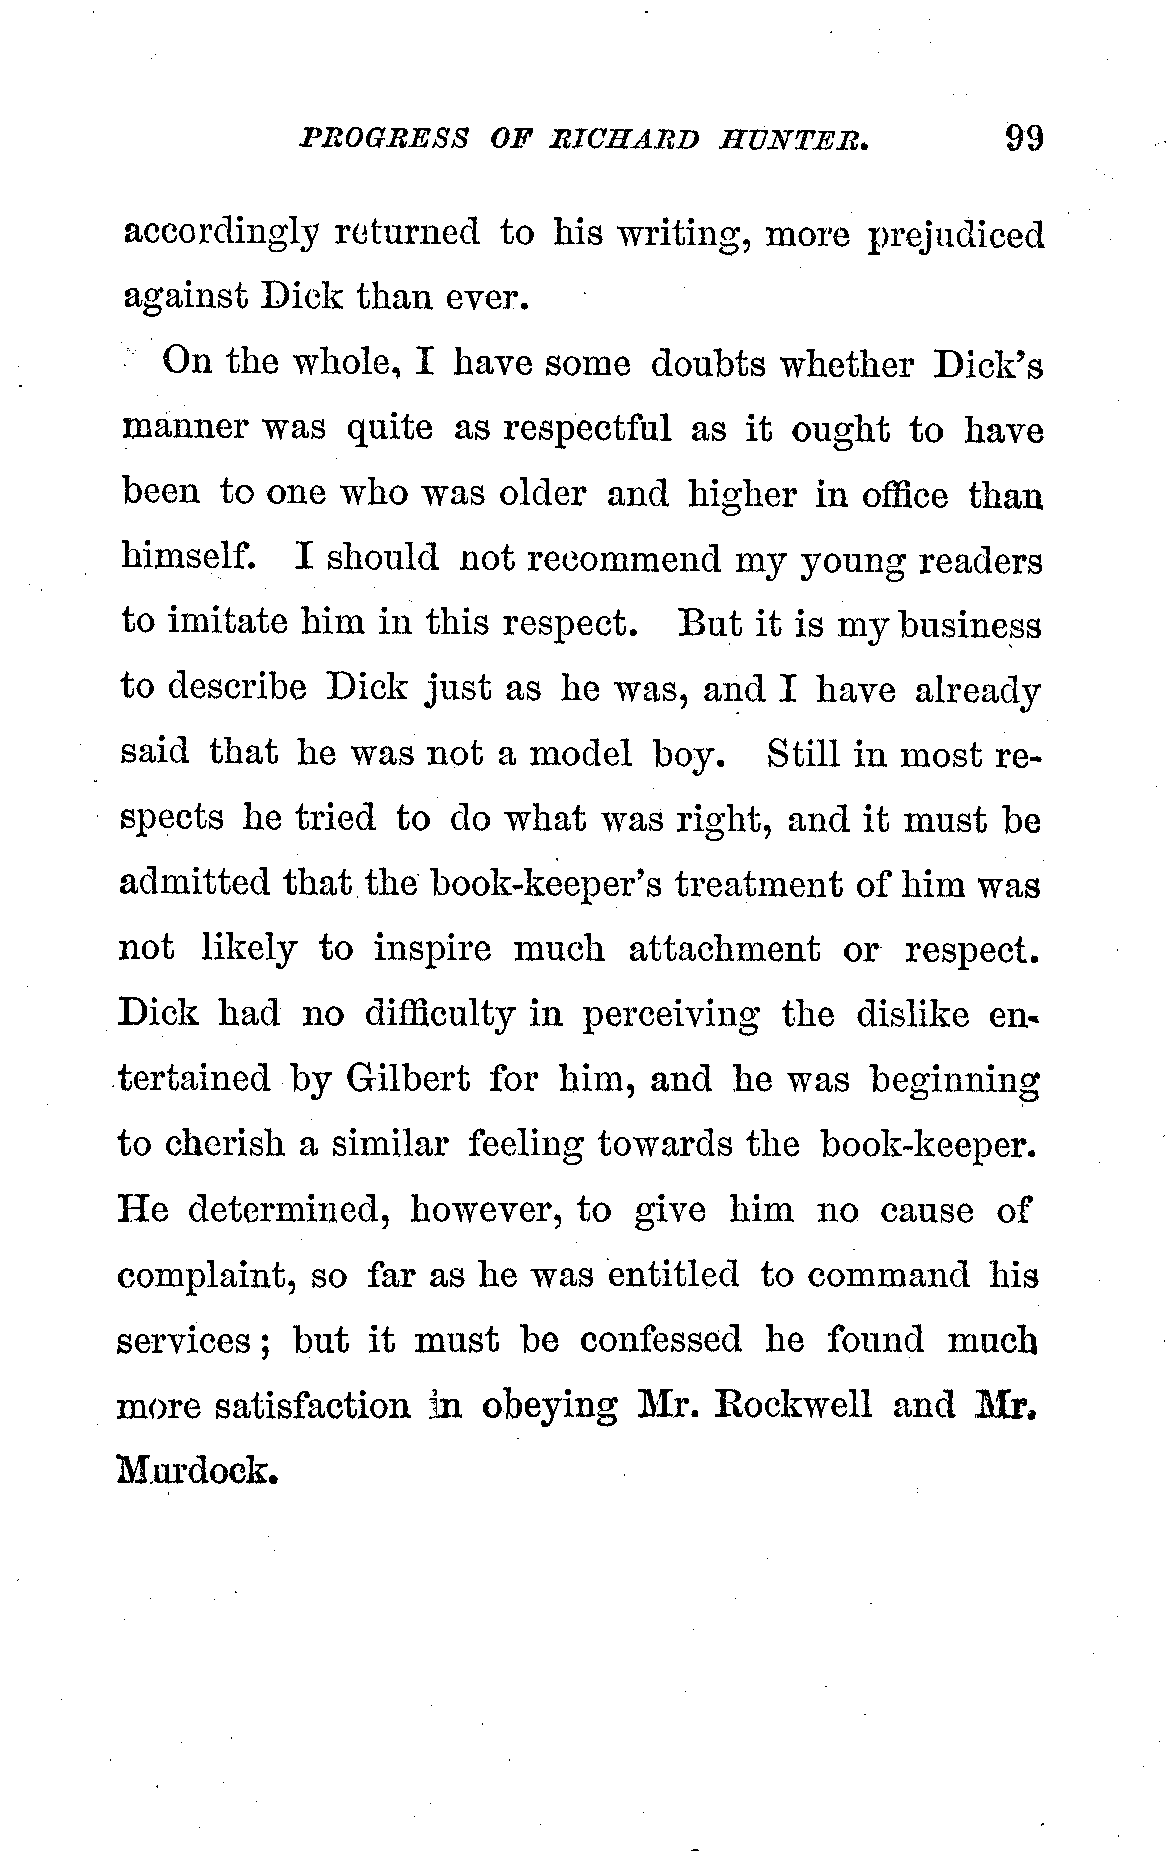 PROGRESS OF RICHARD HUNTER. 99
accordingly returned to his writing, more prejudiced
against Dick than ever.
On the whole, I have some doubts whether Dick's
manner was quite as respectful as it ought to have
been to one who was older and higher in office than
himself. I should not recommend my young readers
to imitate him in this respect. But it is my business
to describe Dick just as he was, and I have already
said that he was not a model boy. Still in most re-
spects he tried to do what was right, and it must be
admitted that the book-keeper's treatment of him was
not likely to inspire much attachment or respect.
Dick had no difficulty in perceiving the dislike en-
tertained by Gilbert for him, and he was beginning
to cherish a similar feeling towards the book-keeper.
He determined, however, to give him no cause of
complaint, so far as he was entitled to command his
services; but it must be confessed he found much
more satisfaction in obeying Mr. Rockwell and Mr.
Murdock.